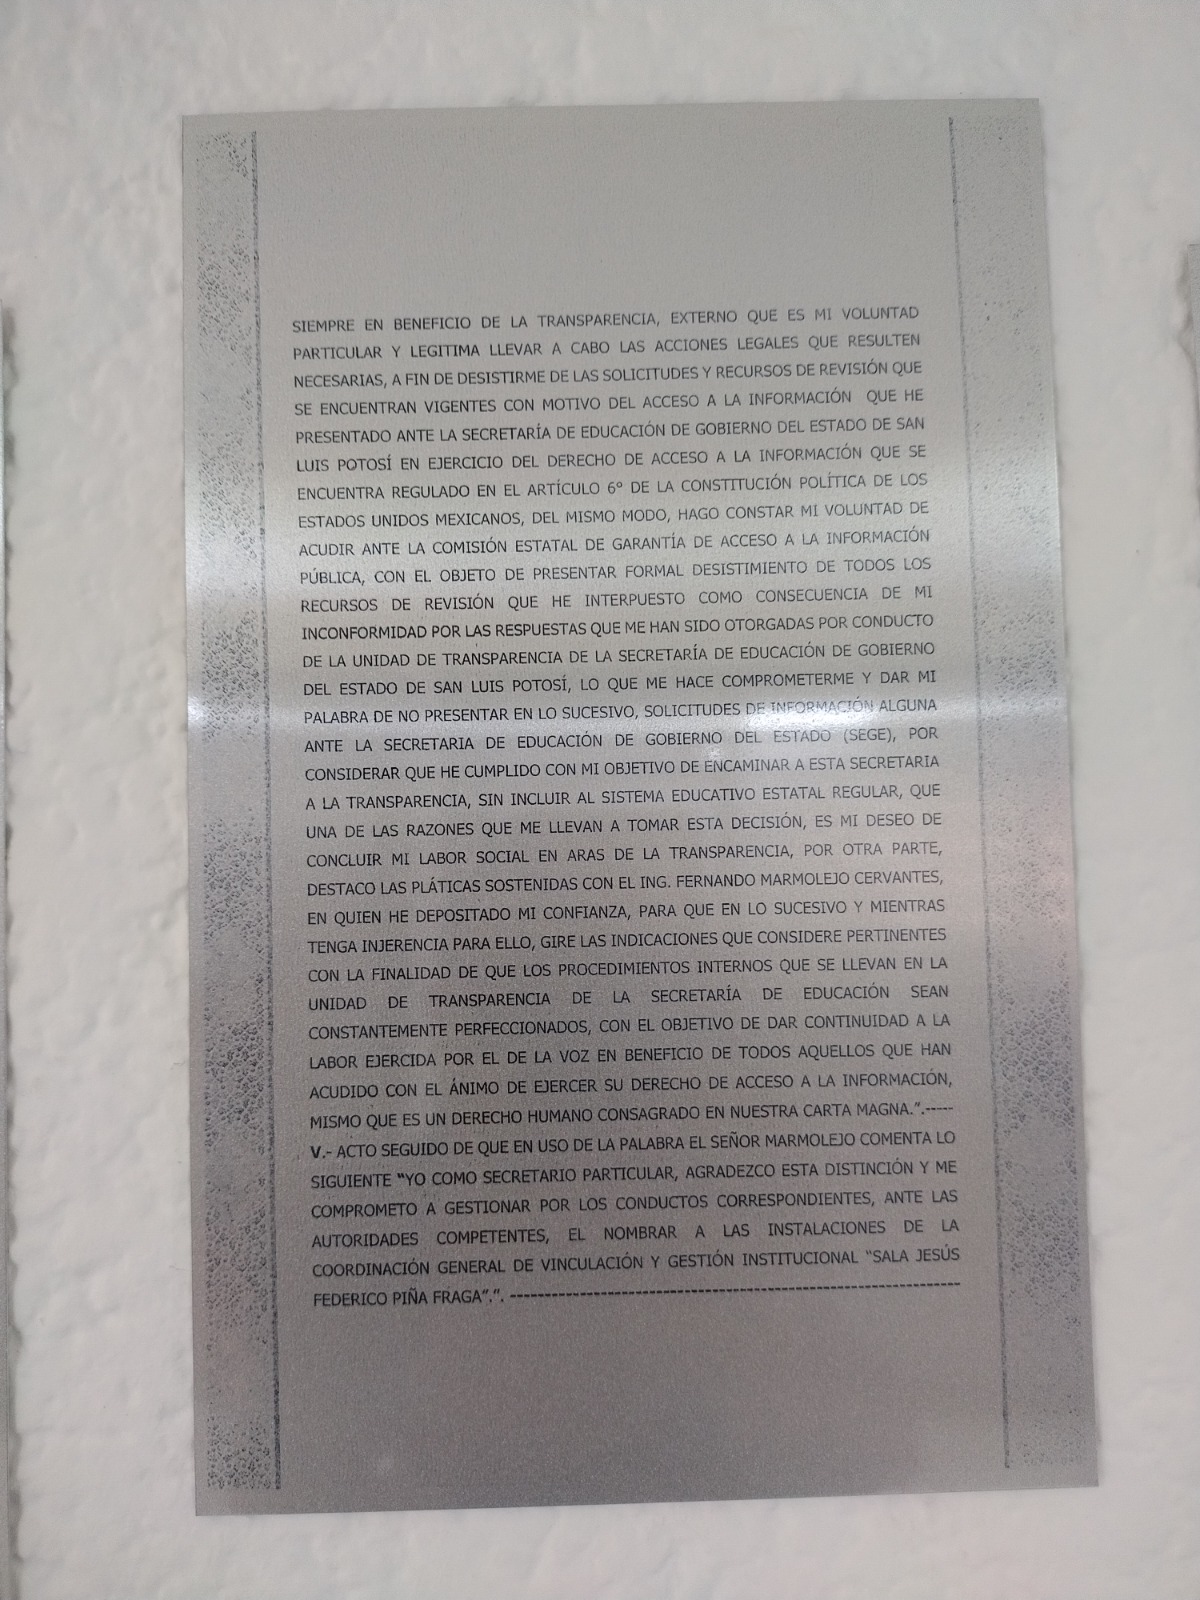 SIEMPRE EN BENEFICIO DE LA TRANSPARENCIA, EXTERNO QUE ES MI VOLUNTAD
PARTICULAR Y LEGITIMA LLEVAR A CABO LAS ACCIONES LEGALES QUE RESULTEN
NECESARIAS, A FIN DE DESISTIRME DE LAS SOLICITUDES Y RECURSOS DE REVISIÓN QUE
SE ENCUENTRAN VIGENTES CON MOTIVO DEL ACCESO A LA INFORMACIÓN QUE HE
PRESENTADO ANTE LA SECRETARÍA DE EDUCACIÓN DE GOBIERNO DEL ESTADO DE SAN
LUIS POTOSÍ EN EJERCICIO DEL DERECHO DE ACCESO A LA INFORMACIÓN QUE SE
ENCUENTRA REGULADO EN EL ARTÍCULO 6º DE LA CONSTITUCIÓN POLÍTICA DE LOS
ESTADOS UNIDOS MEXICANOS, DEL MISMO MODO, HAGO CONSTAR MI VOLUNTAD DE
ACUDIR ANTE LA COMISIÓN ESTATAL DE GARANTÍA DE ACCESO A LA INFORMACIÓN
PÚBLICA, CON EL OBJETO DE PRESENTAR FORMAL DESISTIMIENTO DE TODOS LOS
RECURSOS DE REVISIÓN QUE HE INTERPUESTO COMO CONSECUENCIA DE MI
INCONFORMIDAD POR LAS RESPUESTAS QUE ME HAN SIDO OTORGADAS POR CONDUCTO
DE LA UNIDAD DE TRANSPARENCIA DE LA SECRETARÍA DE EDUCACIÓN DE GOBIERNO
DEL ESTADO DE SAN LUIS POTOSÍ, LO QUE ME HACE COMPROMETERME Y DAR MI
PALABRA DE NO PRESENTAR EN LO SUCESIVO, SOLICITUDES DE INFORMACIÓN ALGUNA
ANTE LA SECRETARIA DE EDUCACIÓN DE GOBIERNO DEL ESTADO (SEGE), POR
CONSIDERAR QUE HE CUMPLIDO CON MI OBJETIVO DE ENCAMINAR A ESTA SECRETARIA
A LA TRANSPARENCIA, SIN INCLUIR AL SISTEMA EDUCATIVO ESTATAL REGULAR, QUE
UNA DE LAS RAZONES QUE ME LLEVAN A TOMAR ESTA DECISIÓN, ES MI DESEO DE
CONCLUIR MI LABOR SOCIAL EN ARAS DE LA TRANSPARENCIA, POR OTRA PARTE,
DESTACO LAS PLÁTICAS SOSTENIDAS CON EL ING. FERNANDO MARMOLEJO CERVANTES,
EN QUIEN HE DEPOSITADO MI CONFIANZA, PARA QUE EN LO SUCESIVO Y MIENTRAS
TENGA INJERENCIA PARA ELLO, GIRE LAS INDICACIONES QUE CONSIDERE PERTINENTES
CON LA FINALIDAD DE QUE LOS PROCEDIMIENTOS INTERNOS QUE SE LLEVAN EN LA
UNIDAD DE TRANSPARENCIA DE LA SECRETARÍA DE EDUCACIÓN SEAN
CONSTANTEMENTE PERFECCIONADOS, CON EL OBJETIVO DE DAR CONTINUIDAD A LA
LABOR EJERCIDA POR EL DE LA VOZ EN BENEFICIO DE TODOS AQUELLOS QUE HAN
ACUDIDO CON EL ÁNIMO DE EJERCER SU DERECHO DE ACCESO A LA INFORMACIÓN,
MISMO QUE ES UN DERECHO HUMANO CONSAGRADO EN NUESTRA CARTA MAGNA.”.-----
V.- ACTO SEGUIDO DE QUE EN USO DE LA PALABRA EL SEÑOR MARMOLEJO COMENTA LO
SIGUIENTE “YO COMO SECRETARIO PARTICULAR, AGRADEZCO ESTA DISTINCIÓN Y ME
COMPROMETO A GESTIONAR POR LOS CONDUCTOS CORRESPONDIENTES, ANTE LAS
AUTORIDADES COMPETENTES, EL NOMBRAR A LAS INSTALACIONES DE LA
COORDINACIÓN GENERAL DE VINCULACIÓN Y GESTIÓN INSTITUCIONAL “SALA JESÚS
FEDERICO PIÑA FRAGA”.”. -----------------------------------------------------------------